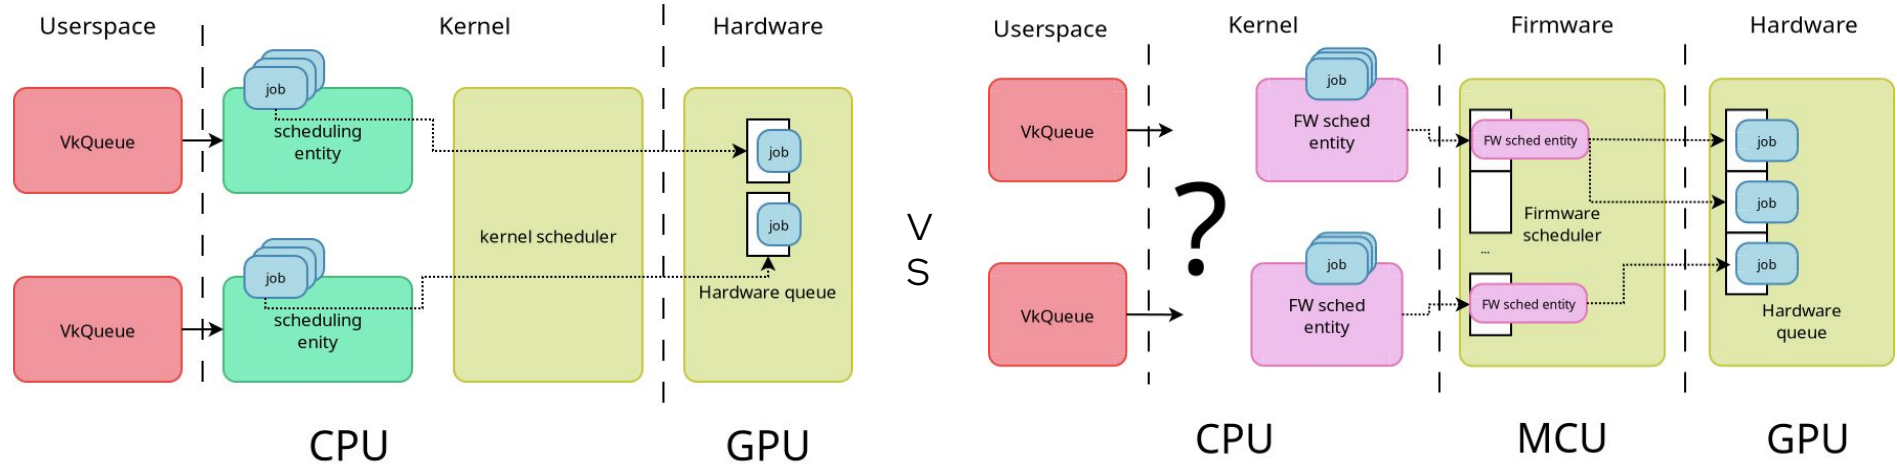 Userspace
Kernel
Hardware
job
VkQueue
scheduling
entity
job
kernel scheduler
job
job
Hardware queue
VkQueue
scheduling
enity
CPU
GPU
V
S
Userspace
Kernel
Firmware
Hardware
VkQueue
job
FW sched
entity
FW sched entity
job
job
Firmware
scheduler
...
?
VkQueue
job
FW sched
entity
FW sched entity
job
Hardware
queue
CPU
MCU
GPU